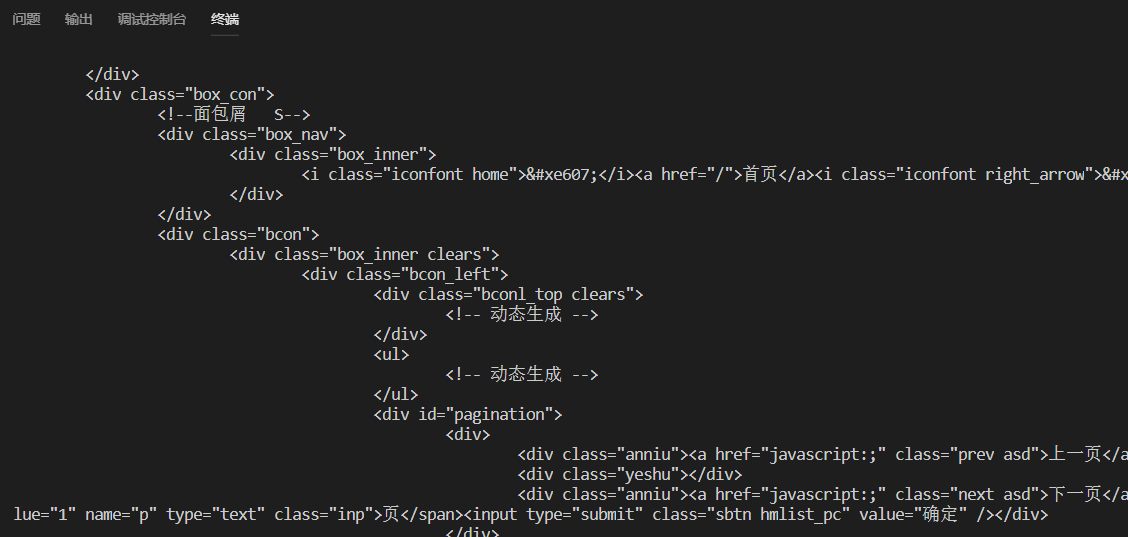 问题 输出 调试控制台 终端
</div>
<div class="box_con">
<!--面包屑   S-->
<div class="box_nav">
<div class="box_inner">
<i class="iconfont home">&#xe607;</i><a href="/">首页</a><i class="iconfont right_arrow">&#x
</div>
</div>
<div class="bcon">
<div class="box_inner clears">
<div class="bcon_left">
<div class="bconl_top clears">
<!-- 动态生成 -->
</div>
<ul>
<!-- 动态生成 -->
</ul>
<div id="pagination">
<div>
<div class="anniu"><a href="javascript:;" class="prev asd">上一页</a
<div class="yeshu"></div>
<div class="anniu"><a href="javascript:;" class="next asd">下一页</a
lue="1" name="p" type="text" class="inp">页</span><input type="submit" class="sbtn hmlist_pc" value="确定" /></div>
</div>